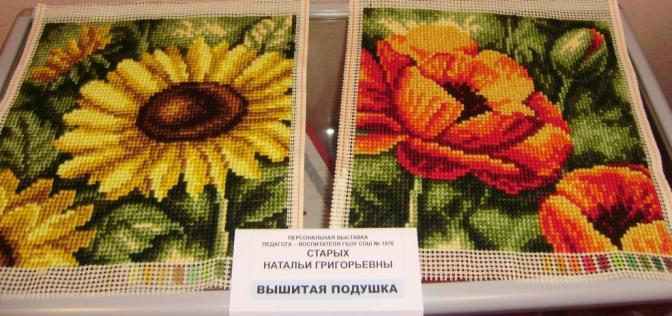 ПЕРСОНАЛЬНАЯ ВЫСТАВКА
ПЕДАГОГА – ВОСПИТАТЕЛЯ ГБОУ СОШ № 1976
СТАРЫХ
НАТАЛЬИ ГРИГОРЬЕВНЫ
ВЫШИТАЯ ПОДУШКА